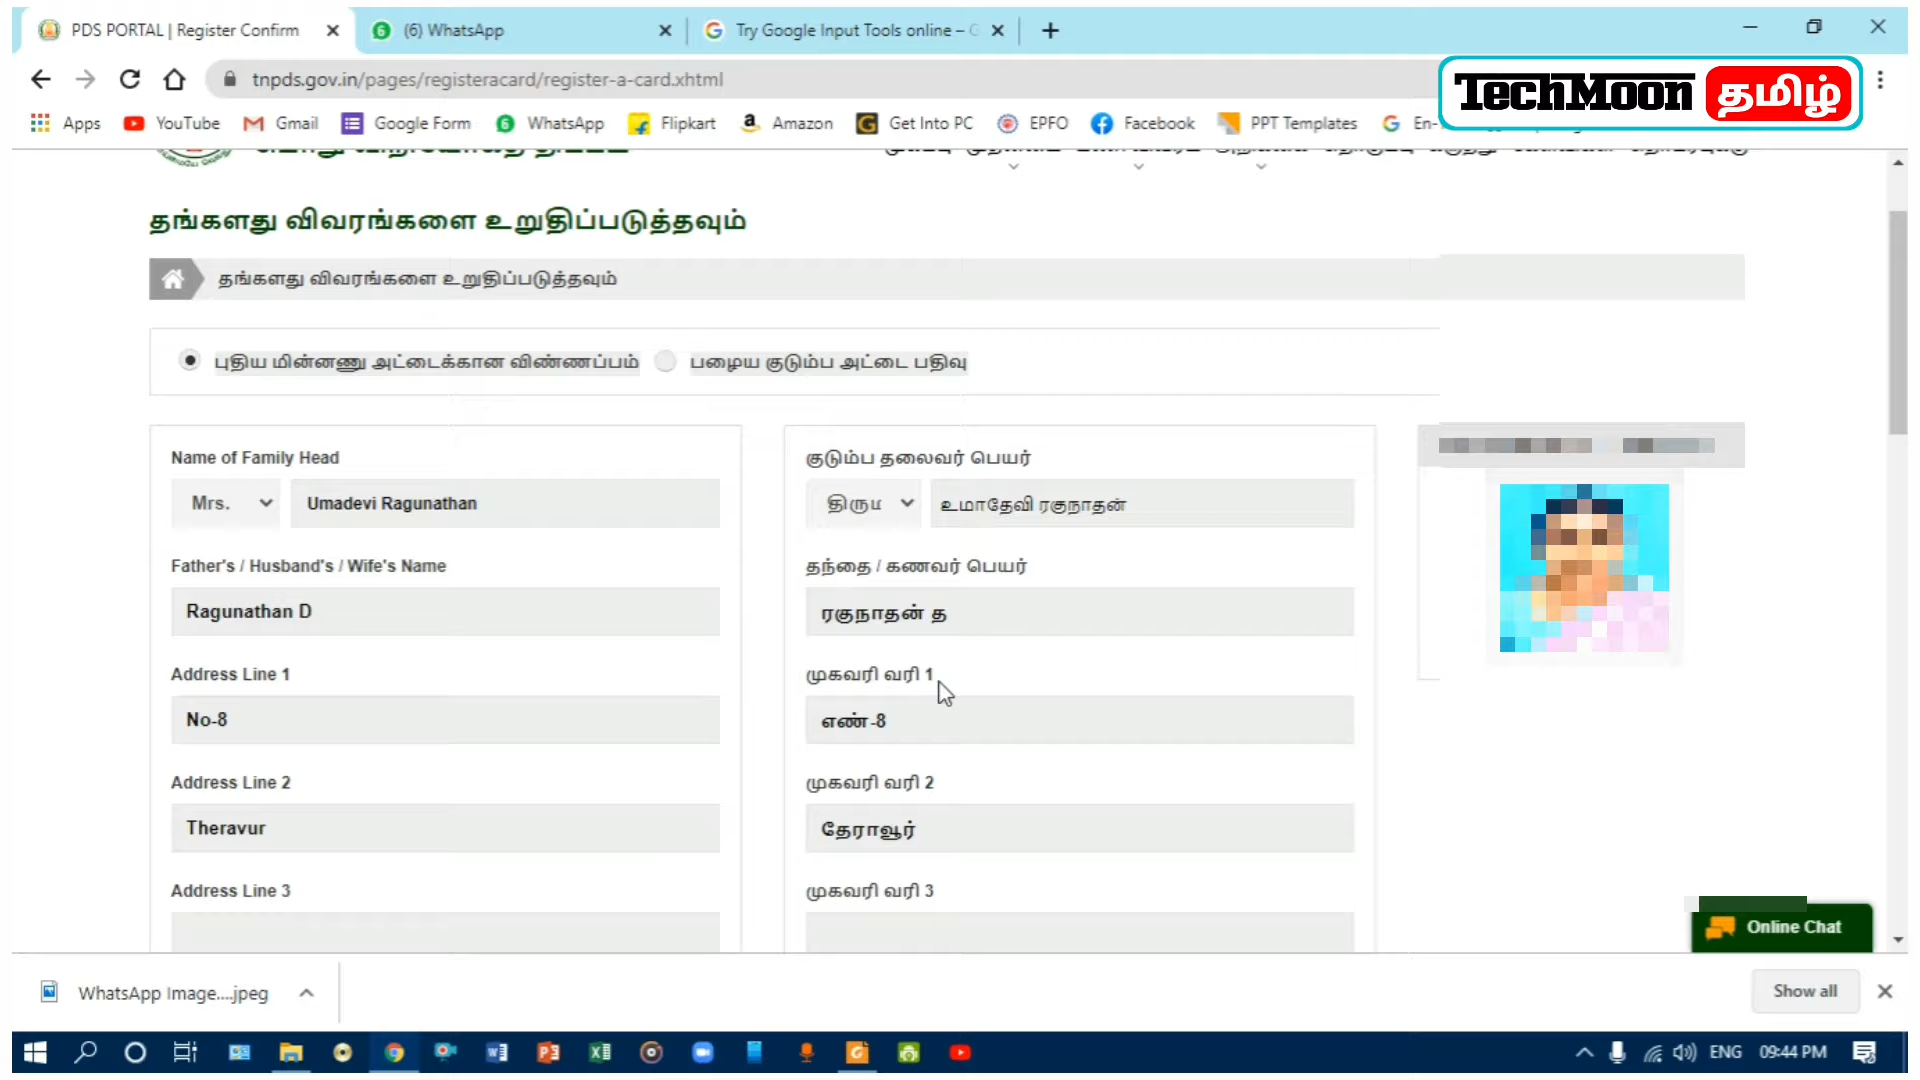 PDS PORTAL | Register Confirm
(6) WhatsApp
Try Google Input Tools online –
tnpds.gov.in/pages/registeracard/register-a-card.xhtml
TechMoon தமிழ்
Apps YouTube Gmail Google Form WhatsApp Flipkart Amazon Get Into PC EPFO Facebook PPT Templates
தங்களது விவரங்களை உறுதிப்படுத்தவும்
தங்களது விவரங்களை உறுதிப்படுத்தவும்
புதிய மின்னணு அட்டைக்கான விண்ணப்பம் பழைய குடும்ப அட்டை பதிவு
Name of Family Head
Mrs. Umadevi Ragunathan
Father's / Husband's / Wife's Name
Ragunathan D
Address Line 1
No-8
Address Line 2
Theravur
Address Line 3
குடும்ப தலைவர் பெயர்
உமாதேவி ரகுநாதன்
தந்தை / கணவர் பெயர்
ரகுநாதன் த
முகவரி வரி 1
எண்-8
முகவரி வரி 2
தேராவூர்
முகவரி வரி 3
Online Chat
WhatsApp Image....jpeg
Show all
ENG 09:44 PM